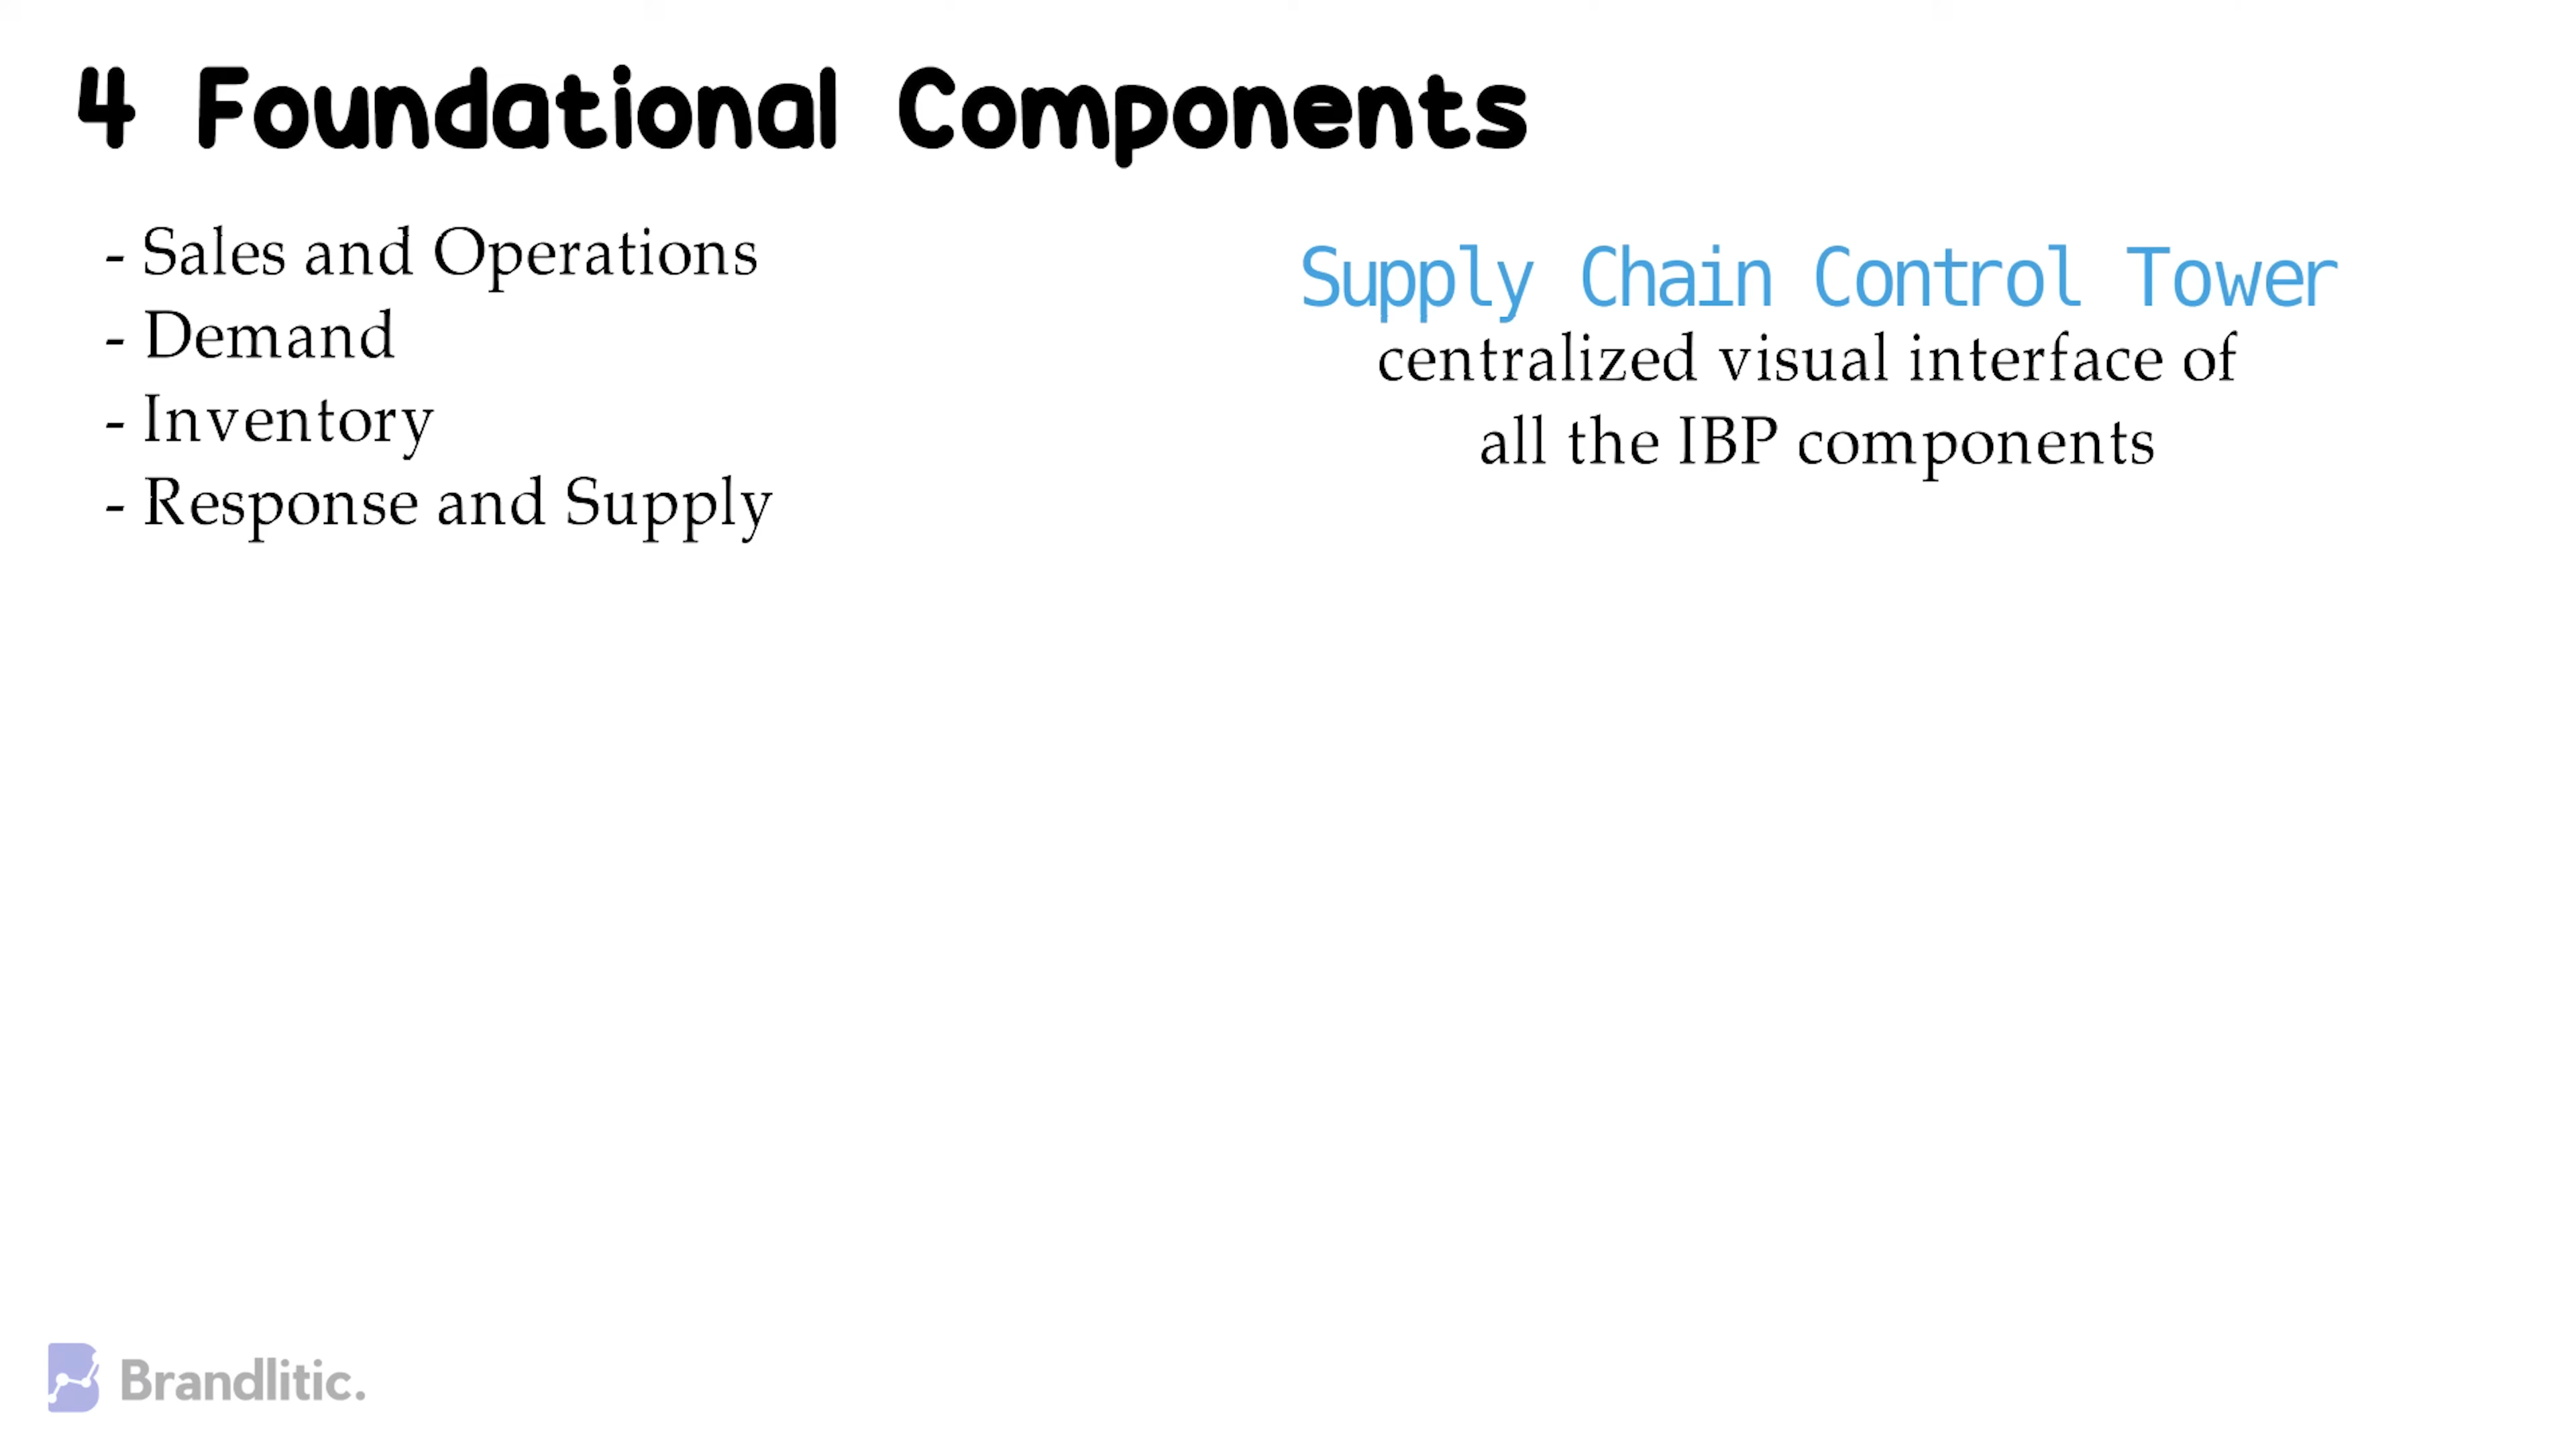 4 Foundational Components
- Sales and Operations
- Demand
- Inventory
- Response and Supply
Supply Chain Control Tower
centralized visual interface of
all the IBP components
Brandlitic.